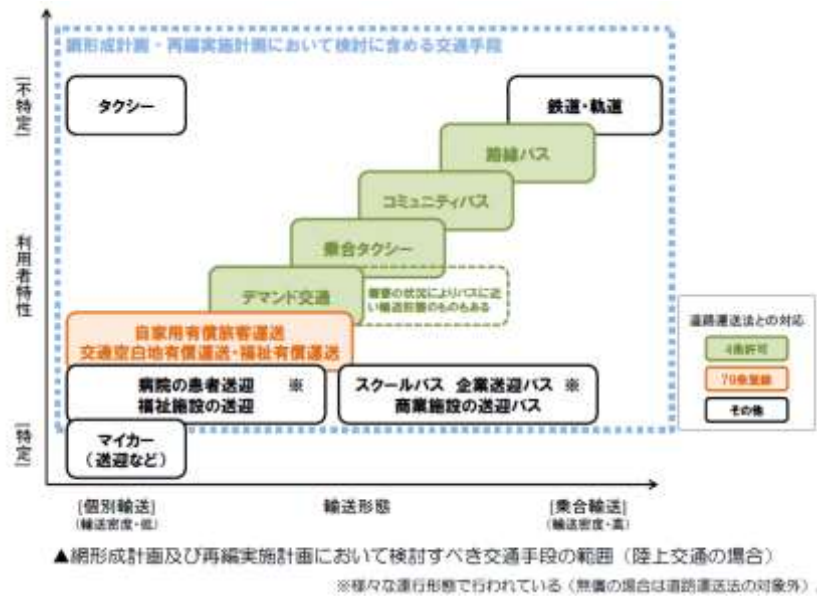 網形成計画・再編実施計画において検討に含める交通手段
[不特定]
タクシー
鉄道・軌道
路線バス
コミュニティバス
乗合タクシー
デマンド交通
需要の状況によりバスに近
い輸送形態のものもある
利用者特性
自家用有償旅客運送
交通空白地有償運送・福祉有償運送
病院の患者送迎 ※
福祉施設の送迎
スクールバス 企業送迎バス ※
商業施設の送迎バス
[特定]
マイカー
(送迎など)
道路運送法との対応
4条許可
79条登録
その他
[個別輸送]
(輸送密度・低)
輸送形態
[乗合輸送]
(輸送密度・高)
▲網形成計画及び再編実施計画において検討すべき交通手段の範囲(陸上交通の場合)
※様々な運行形態で行われている(無償の場合は道路運送法の対象外)。